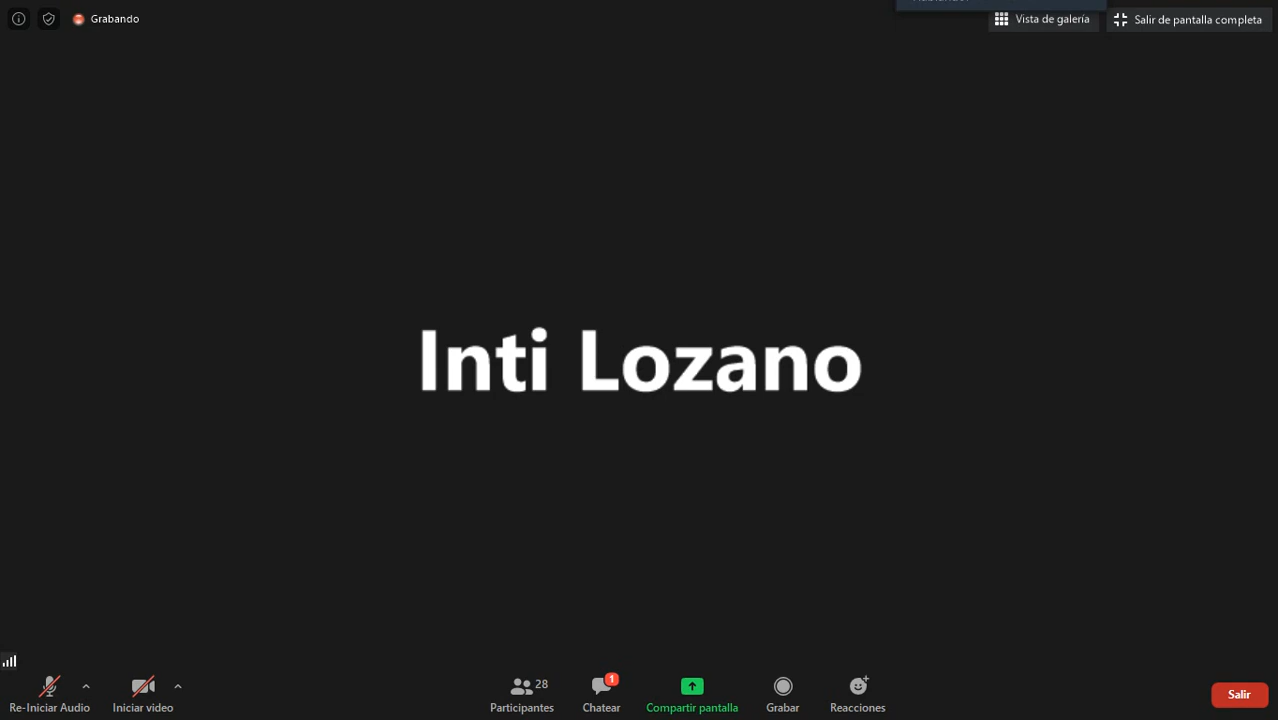 Grabando
Vista de galería
Salir de pantalla completa
Inti Lozano
Re-Iniciar Audio
Iniciar video
28
Participantes
1
Chatear
Compartir pantalla
Grabar
Reacciones
Salir